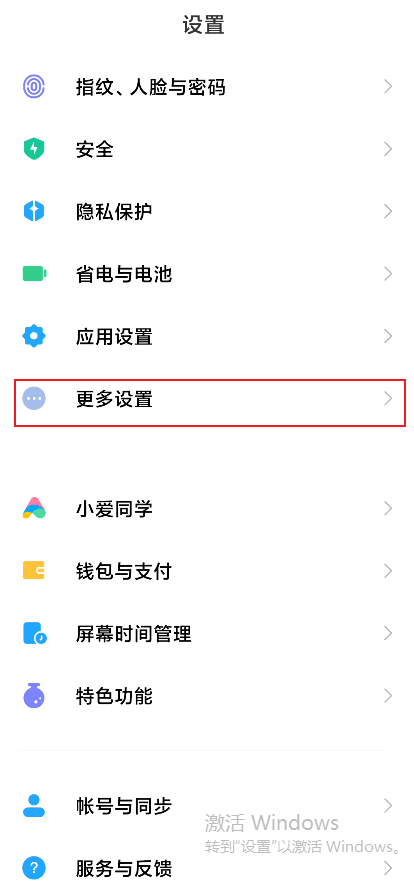 设置
指纹、人脸与密码
安全
隐私保护
省电与电池
应用设置
更多设置
小爱同学
钱包与支付
屏幕时间管理
特色功能
帐号与同步
激活 Windows
转到“设置”以激活 Windows。
服务与反馈